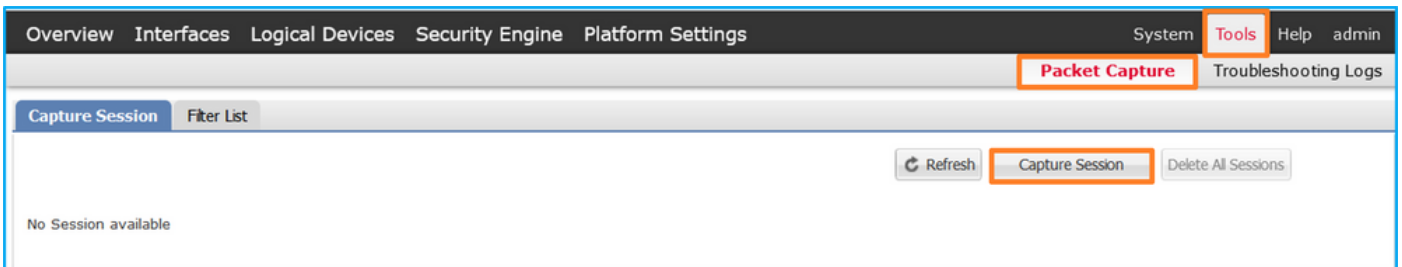 Overview Interfaces Logical Devices Security Engine Platform Settings System Tools Help admin
Packet Capture Troubleshooting Logs
Capture Session Filter List
Refresh Capture Session Delete All Sessions
No Session available